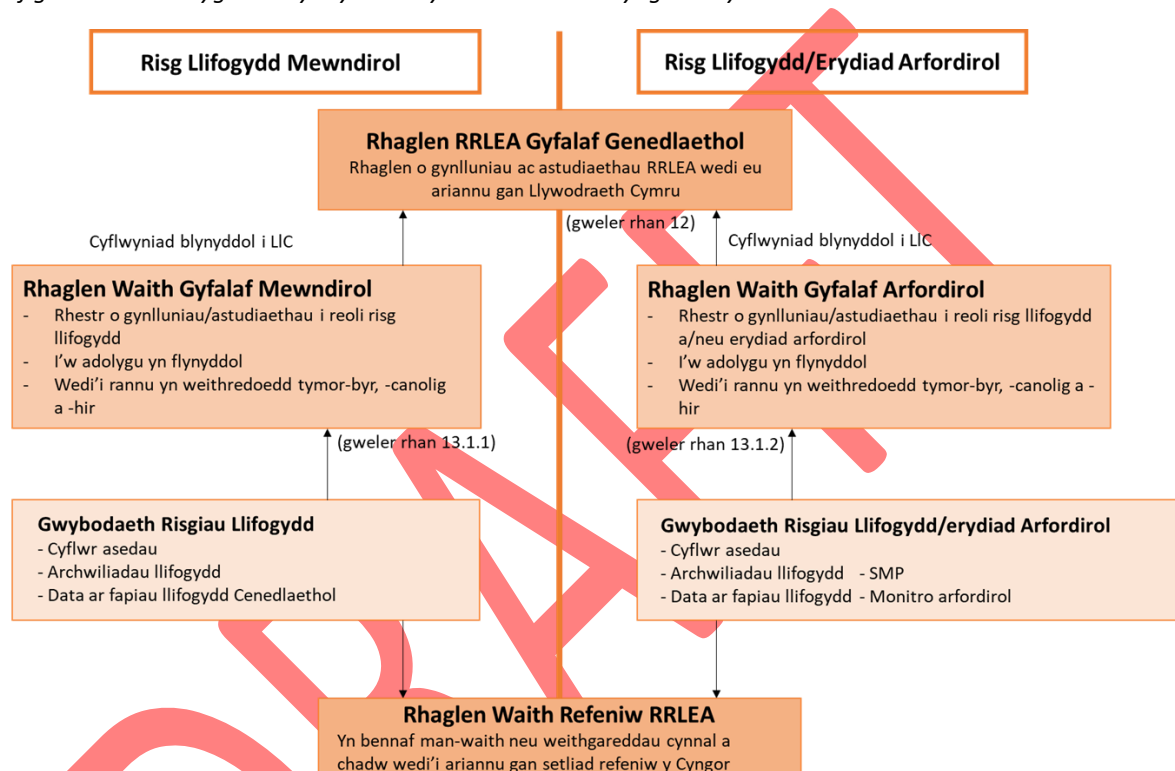 Risg Llifogydd Mewndirol
Risg Llifogydd/Erydiad Arfordirol
Rhaglen RRLEA Gyfalaf Genedlaethol
Rhaglen o gynlluniau ac astudiaethau RRLEA wedi eu
ariannu gan Llywodraeth Cymru
(gweler rhan 12)
Cyflwyniad blynyddol i LlC
Cyflwyniad blynyddol i LlC
Rhaglen Waith Gyfalaf Mewndirol
- Rhestr o gynlluniau/astudiaethau i reoli risg
llifogydd
- I'w adolygu yn flynyddol
- Wedi'i rannu yn weithredoedd tymor-byr, -canolig
a -hir
Rhaglen Waith Gyfalaf Arfordirol
- Rhestr o gynlluniau/astudiaethau i reoli risg llifogydd
a/neu erydiad arfordirol
- I'w adolygu yn flynyddol
- Wedi'i rannu yn weithredoedd tymor-byr, -canolig a -
hir
(gweler rhan 13.1.1)
(gweler rhan 13.1.2)
Gwybodaeth Risgiau Llifogydd
- Cyflwr asedau
- Archwiliadau llifogydd
- Data ar fapiau llifogydd Cenedlaethol
Gwybodaeth Risgiau Llifogydd/erydiad Arfordirol
- Cyflwr asedau
- Archwiliadau llifogydd - SMP
- Data ar fapiau llifogydd - Monitro arfordirol
Rhaglen Waith Refeniw RRLEA
Yn bennaf man-waith neu weithgareddau cynnal a
chadw wedi'i ariannu gan setliad refeniw y Cyngor